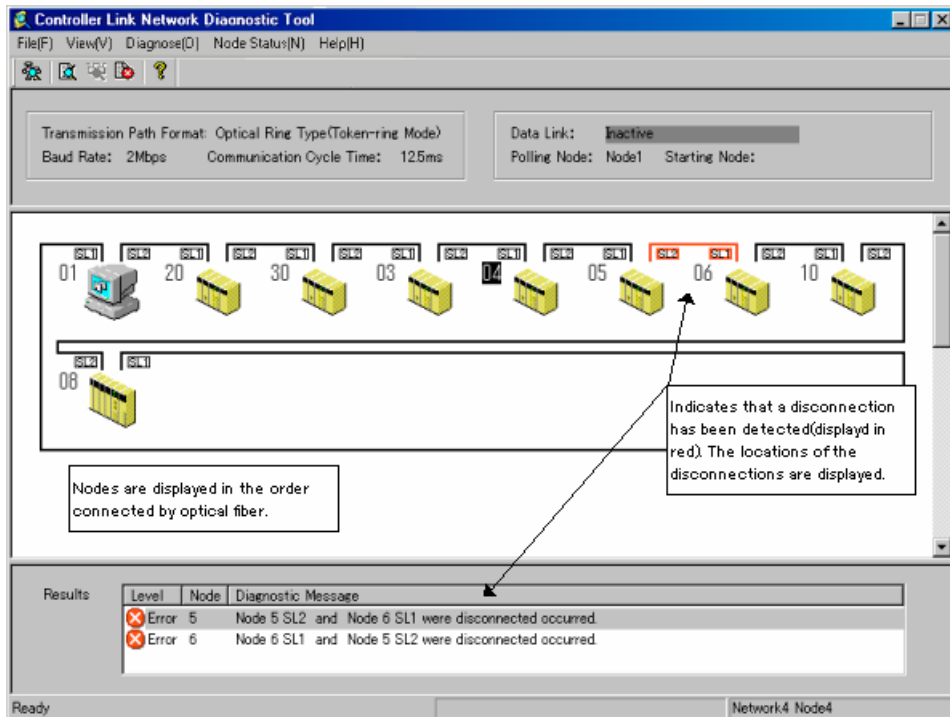 Controller Link Network Diagnostic Tool
File(F) View(V) Diagnose(D) Node Status(N) Help(H)
Transmission Path Format: Optical Ring Type(Token-ring Mode)
Baud Rate: 2Mbps Communication Cycle Time: 12.5ms
Data Link: Inactive
Polling Node: Node1 Starting Node:
SL1 SL2 SL1 SL2 SL1 SL2 SL1 SL2 SL1 SL2 SL1 SL2 SL1 SL2 SL1 SL2
01 20 30 03 04 05 06 10
SL2 SL1
08
Indicates that a disconnection
has been detected(displayd in
red). The locations of the
disconnections are displayed.
Nodes are displayed in the order
connected by optical fiber.
Results
Level Node Diagnostic Message
Error 5 Node 5 SL2 and Node 6 SL1 were disconnected occurred.
Error 6 Node 6 SL1 and Node 5 SL2 were disconnected occurred.
Ready
Network4 Node4